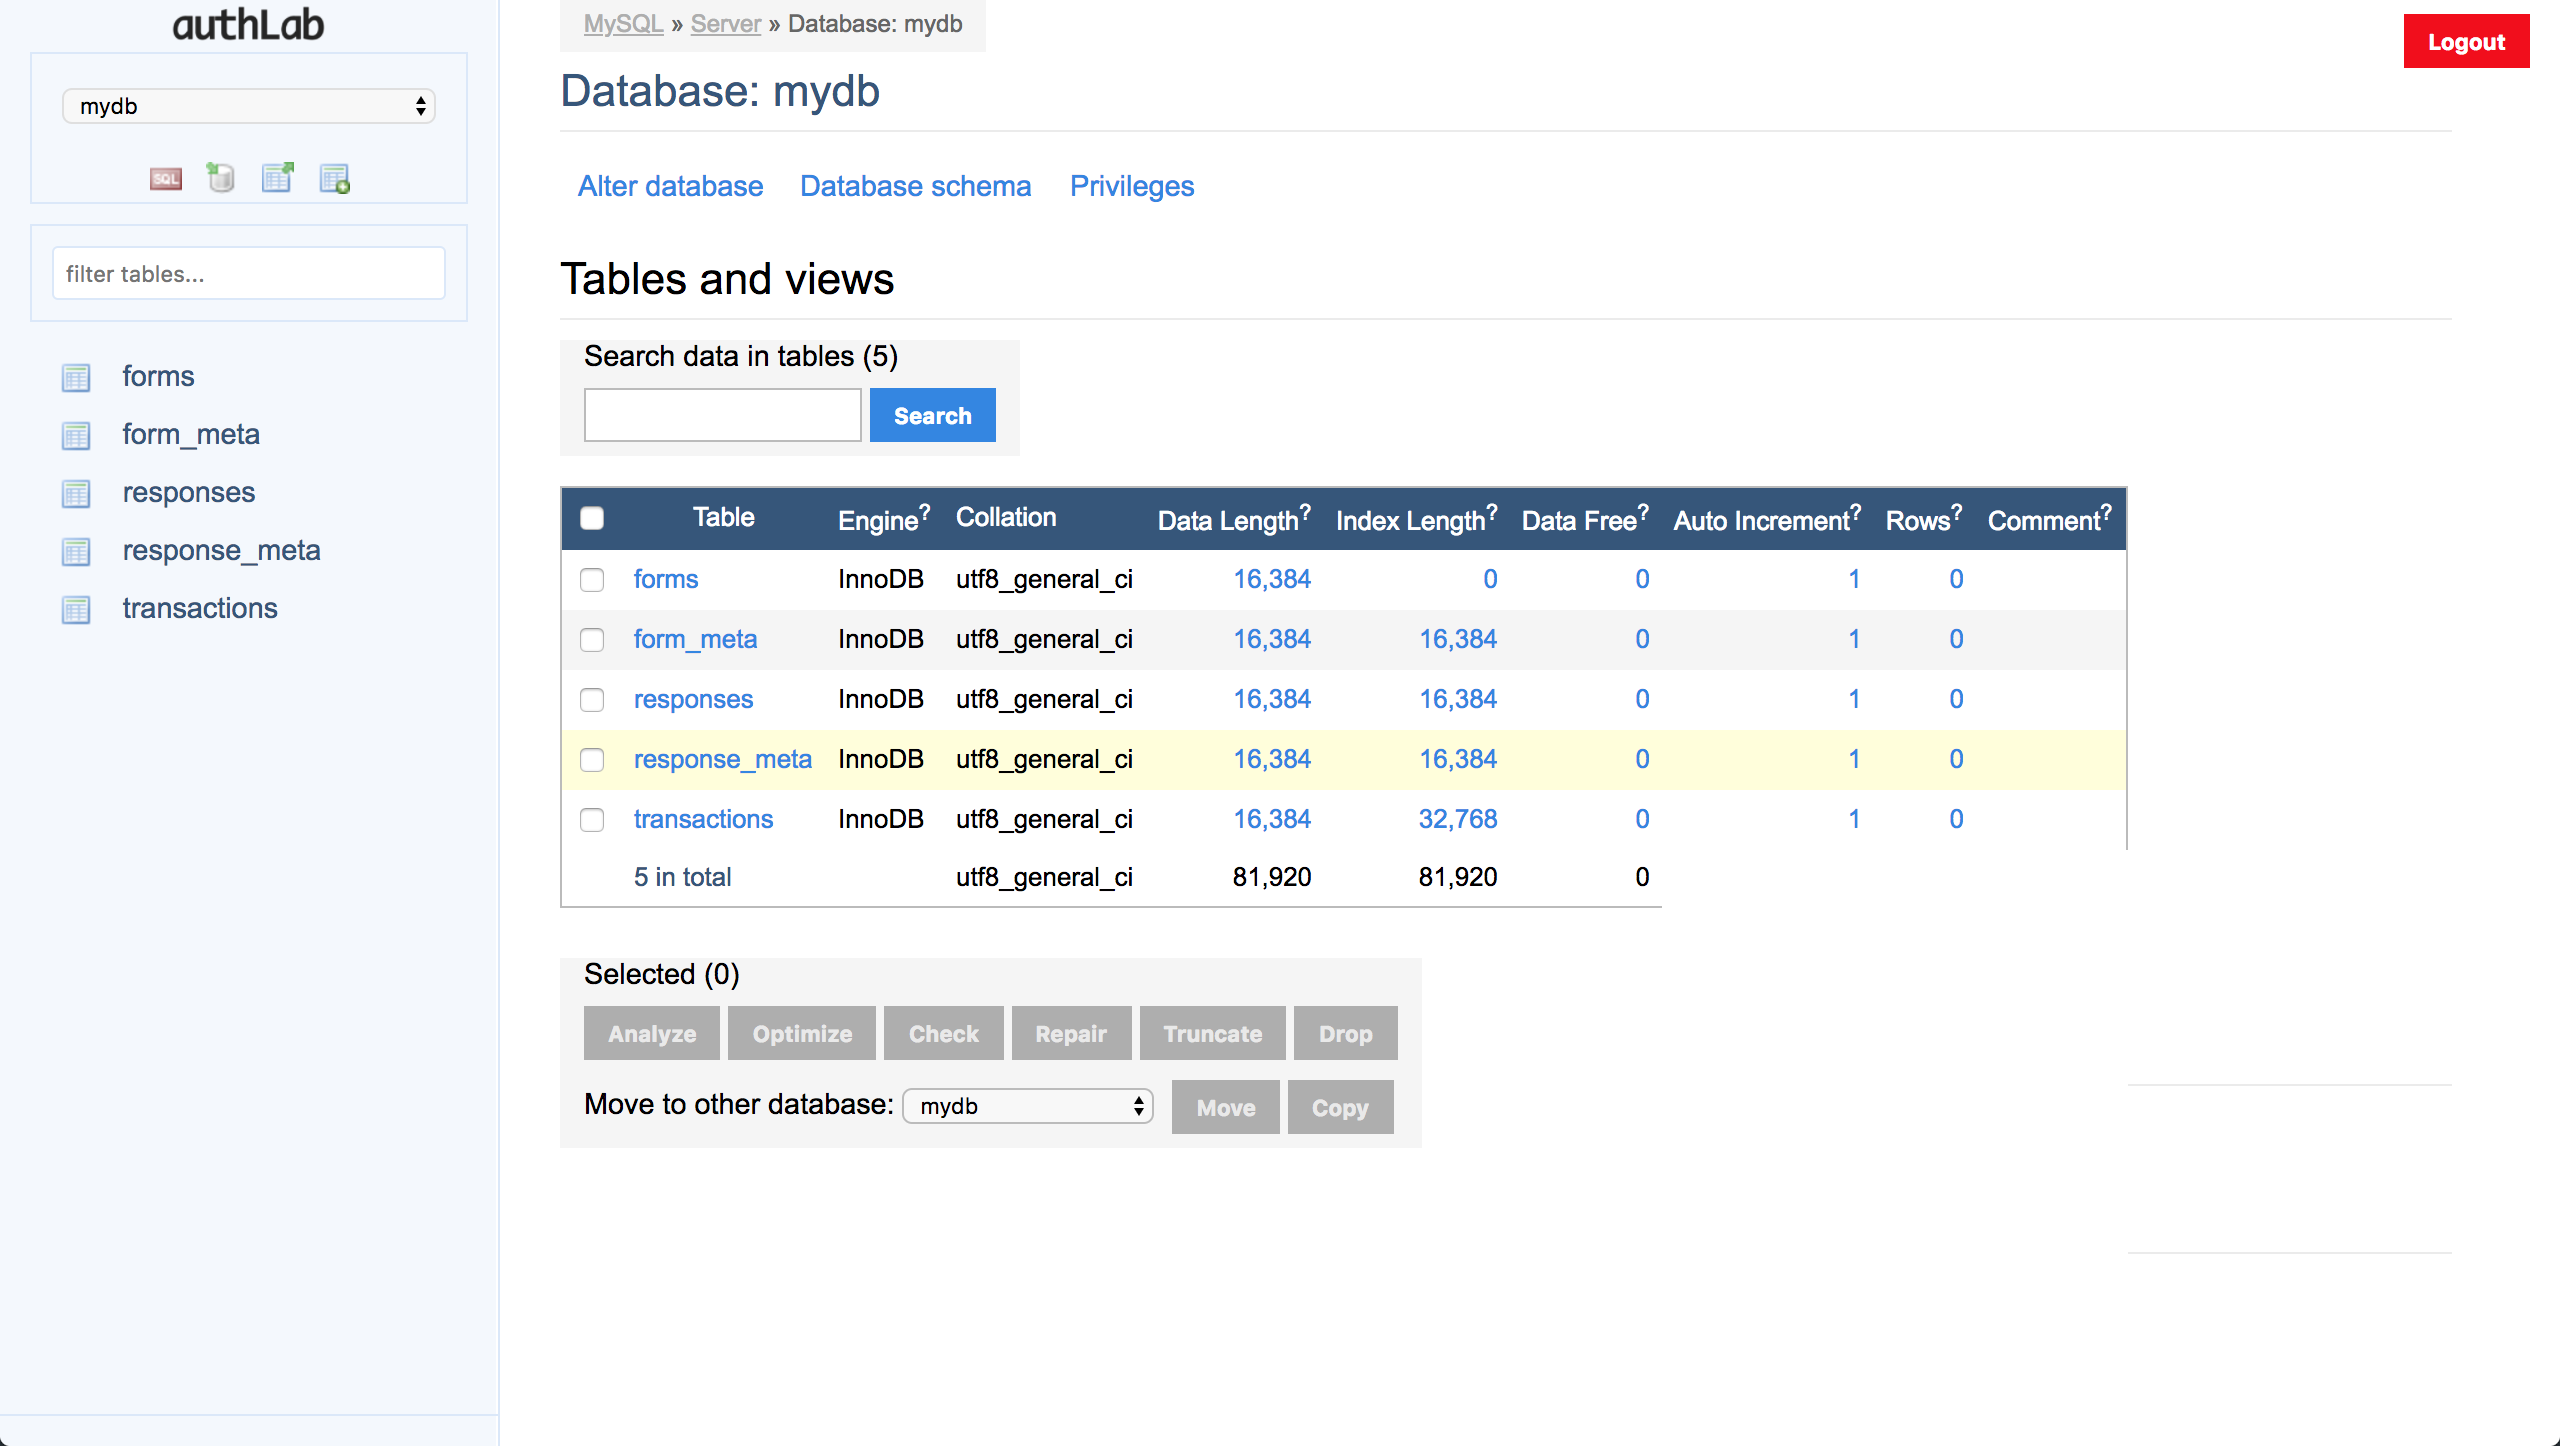 authLab
mydb
SQL
filter tables...
forms
form_meta
responses
response_meta
transactions
MySQL » Server » Database: mydb
Logout
Database: mydb
Alter database Database schema Privileges
Tables and views
Search data in tables (5)
Search
Table Engine? Collation Data Length? Index Length? Data Free? Auto Increment? Rows? Comment?
forms InnoDB utf8_general_ci 16,384 0 0 1 0
form_meta InnoDB utf8_general_ci 16,384 16,384 0 1 0
responses InnoDB utf8_general_ci 16,384 16,384 0 1 0
response_meta InnoDB utf8_general_ci 16,384 16,384 0 1 0
transactions InnoDB utf8_general_ci 16,384 32,768 0 1 0
5 in total utf8_general_ci 81,920 81,920 0
Selected (0)
Analyze Optimize Check Repair Truncate Drop
Move to other database: mydb Move Copy